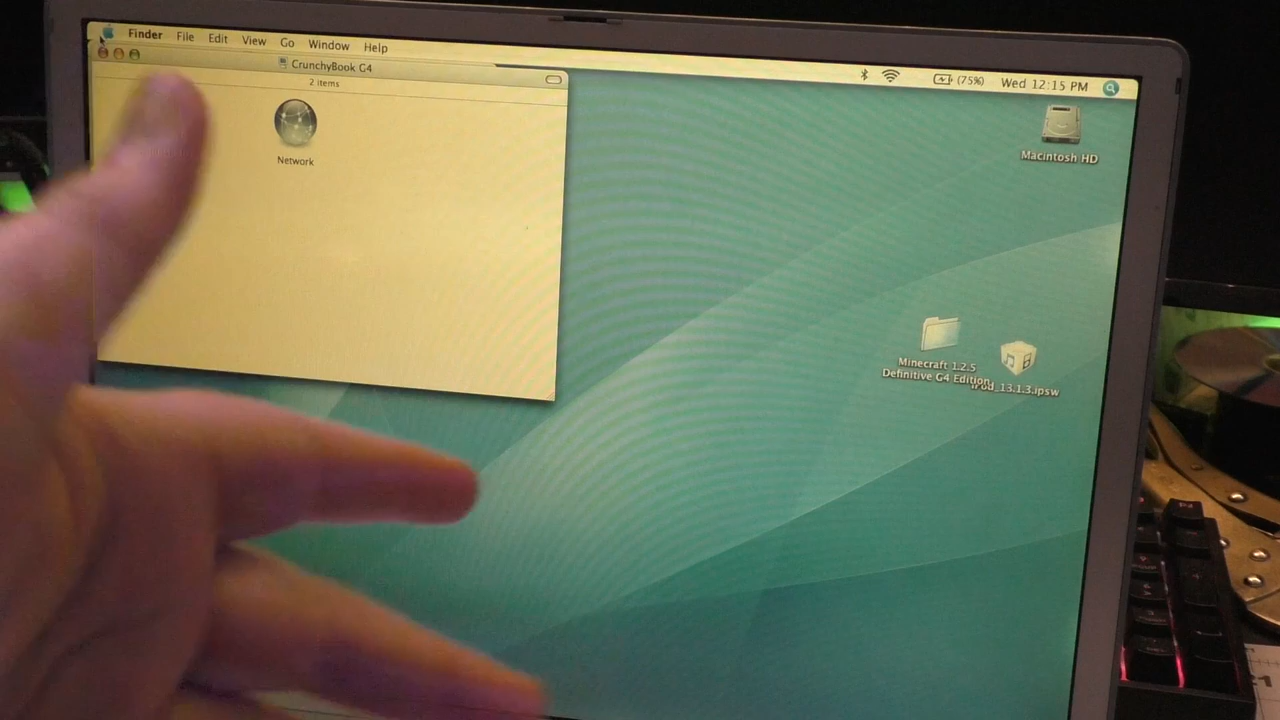 Finder File Edit View Go Window Help
(75%) Wed 12:15 PM
CrunchyBook G4
2 items
Network
Macintosh HD
Minecraft 1.2.5
Definitive G4 Edition
iPod_13.1.3.ipsw